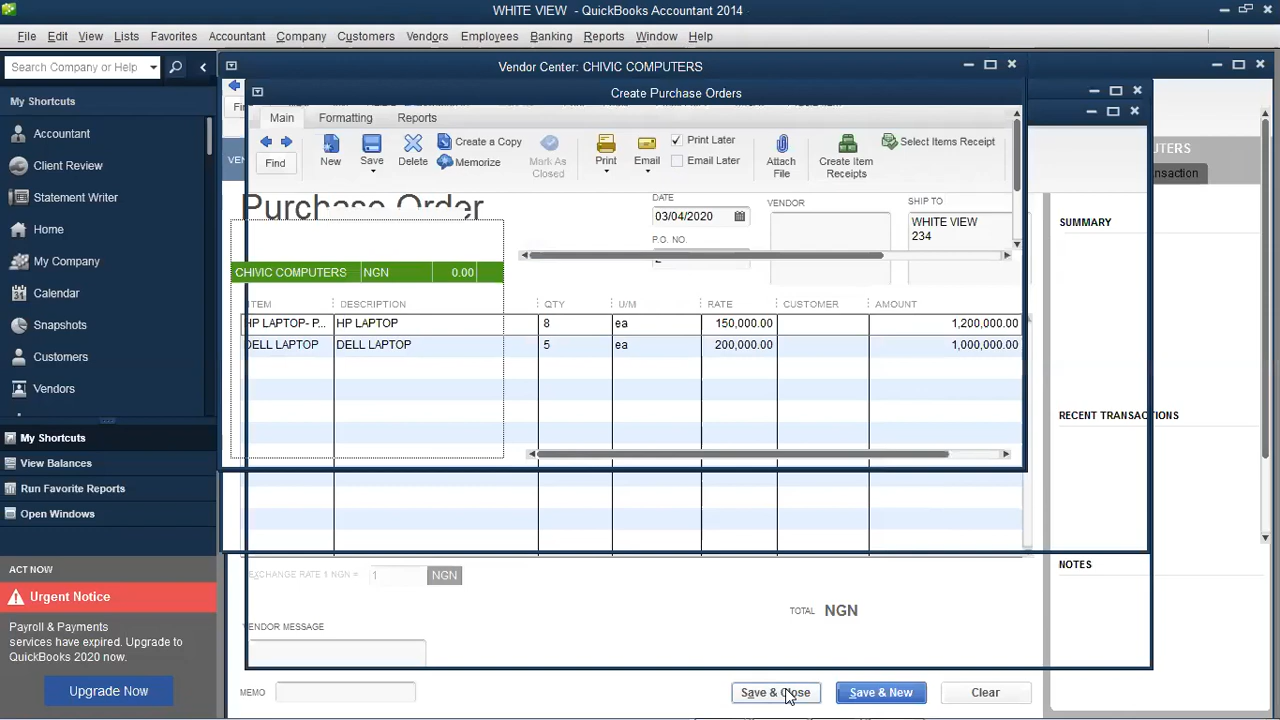 WHITE VIEW - QuickBooks Accountant 2014
File Edit View Lists Favorites Accountant Company Customers Vendors Employees Banking Reports Window Help
Search Company or Help
My Shortcuts
Accountant
Client Review
Statement Writer
Home
My Company
Calendar
Snapshots
Customers
Vendors
My Shortcuts
View Balances
Run Favorite Reports
Open Windows
ACT NOW
Urgent Notice
Payroll & Payments
services have expired. Upgrade to
QuickBooks 2020 now.
Upgrade Now
Vendor Center: CHIVIC COMPUTERS
Create Purchase Orders
Main Formatting Reports
Find
New
Save
Delete
Create a Copy
Memorize
Mark As
Closed
Print
Email
Print Later
Email Later
Attach
File
Create Item
Receipts
Select Items Receipt
Purchase Order
DATE
03/04/2020
P.O. NO.
VENDOR
SHIP TO
WHITE VIEW
234
CHIVIC COMPUTERS NGN 0.00
ITEM DESCRIPTION QTY U/M RATE CUSTOMER AMOUNT
HP LAPTOP- P... HP LAPTOP 8 ea 150,000.00 1,200,000.00
DELL LAPTOP DELL LAPTOP 5 ea 200,000.00 1,000,000.00
EXCHANGE RATE 1 NGN = 1 NGN
TOTAL NGN
VENDOR MESSAGE
MEMO
Save & Close
Save & New
Clear
SUMMARY
RECENT TRANSACTIONS
NOTES